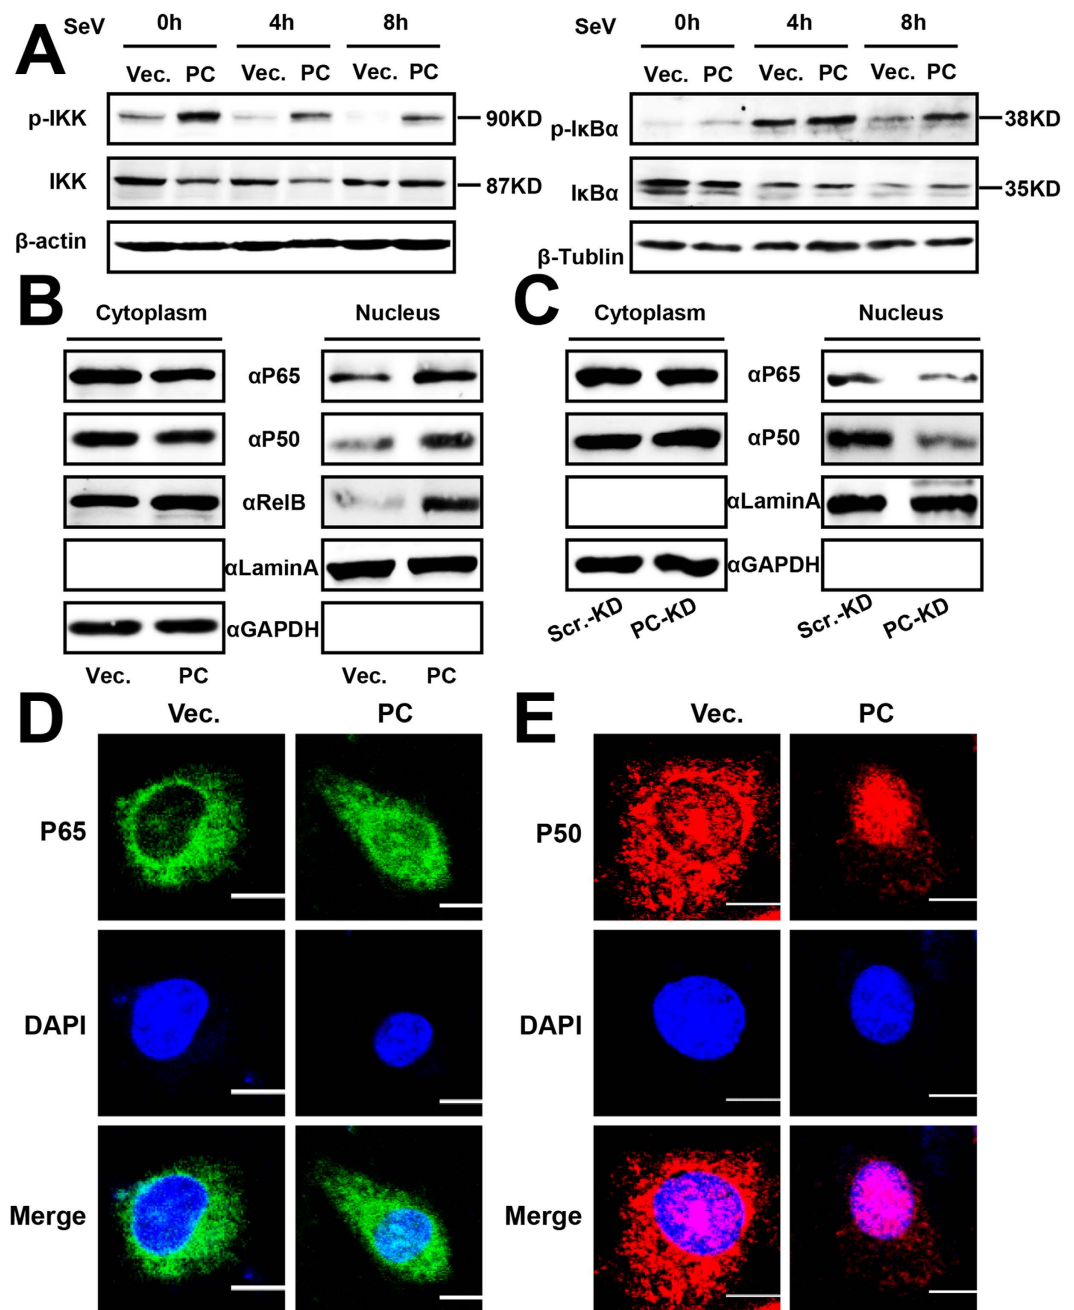 A
SeV 0h 4h 8h
Vec. PC Vec. PC Vec. PC
p-IKK 90KD
IKK 87KD
β-actin
SeV 0h 4h 8h
Vec. PC Vec. PC Vec. PC
p-IκBα 38KD
IκBα 35KD
β-Tublin
B
Cytoplasm Nucleus
αP65
αP50
αRelB
αLaminA
αGAPDH
Vec. PC Vec. PC
C
Cytoplasm Nucleus
αP65
αP50
αLaminA
αGAPDH
Scr.-KD PC-KD Scr.-KD PC-KD
D
Vec. PC
P65
DAPI
Merge
E
Vec. PC
P50
DAPI
Merge